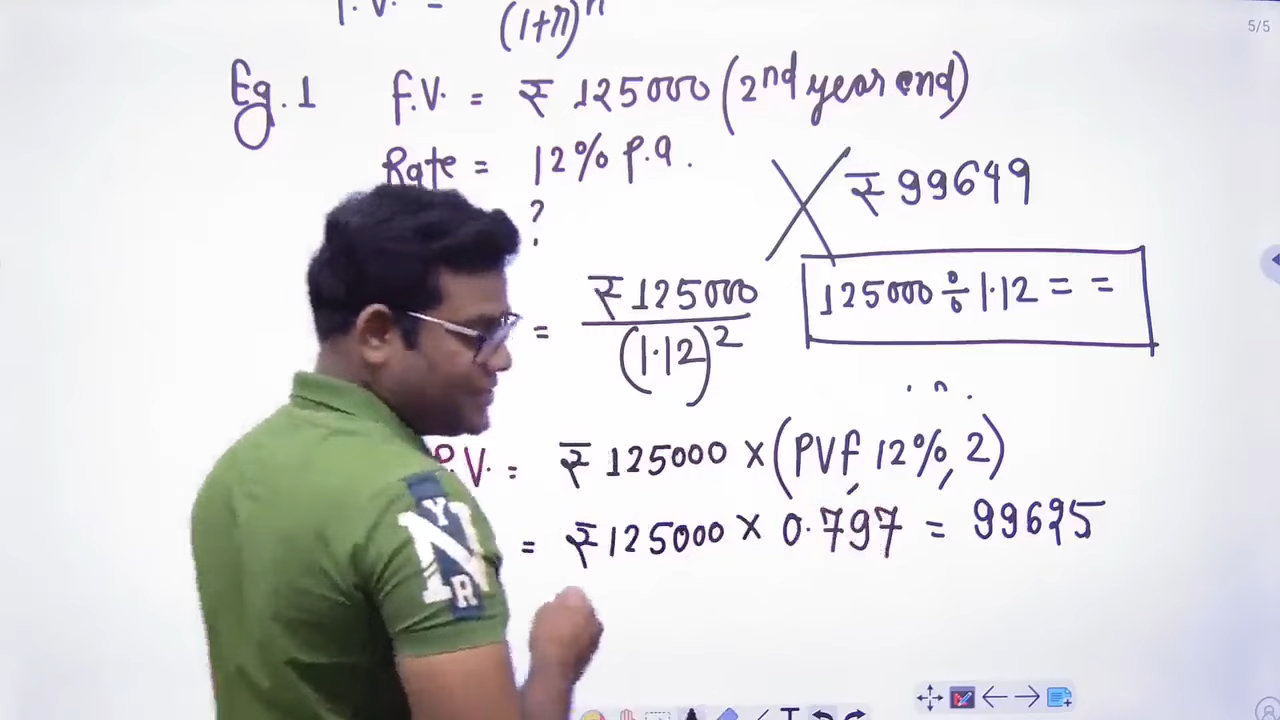 5/5
P.V. = (1+r)^n
Eg. 1 F.V. = ₹ 125000 (2nd year end)
Rate = 12% p.a.
₹ 99649
?
= ₹ 125000 / (1.12)^2
125000 ÷ 1.12 = =
P.V. = ₹ 125000 × (PVf 12%, 2)
= ₹ 125000 × 0.797 = 99625
Y
N
R